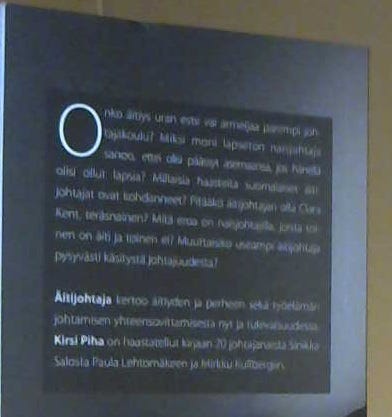 Onko äitiys uran este vai armeijaa parempi joh-
tajakoulu? Miksi moni lapseton naisjohtaja
sanoo, ettei olisi päässyt asemaansa, jos hänellä
olisi ollut lapsia? Millaisia haasteita suomalaiset äiti-
johtajat ovat kohdanneet? Pitääkö äitijohtajan olla Clara
Kent, teräsnainen? Mitä eroa on naisjohtajilla, joista toi-
nen on äiti ja toinen ei? Muuttaisiko useampi äitijohtaja
pysyvästi käsitystä johtajuudesta?
Äitijohtaja kertoo äitiyden ja perheen sekä työelämän
johtamisen yhteensovittamisesta nyt ja tulevaisuudessa.
Kirsi Piha on haastatellut kirjaan 20 johtajanaista Sinikka
Salosta Paula Lehtomäkeen ja Mirkku Kullbergiin.